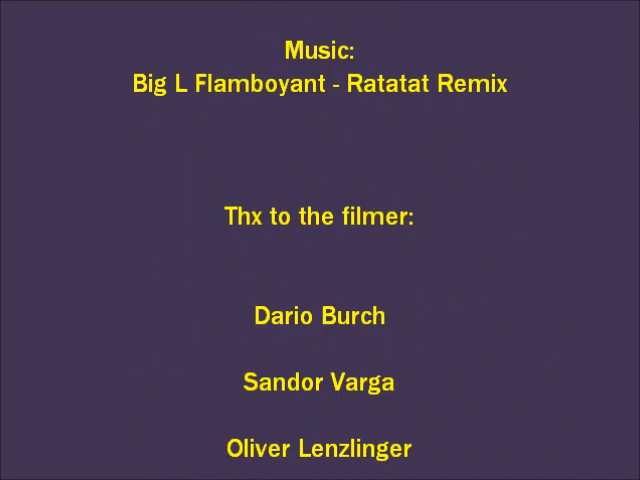 Music:
Big L Flamboyant - Ratatat Remix
Thx to the filmer:
Dario Burch
Sandor Varga
Oliver Lenzlinger